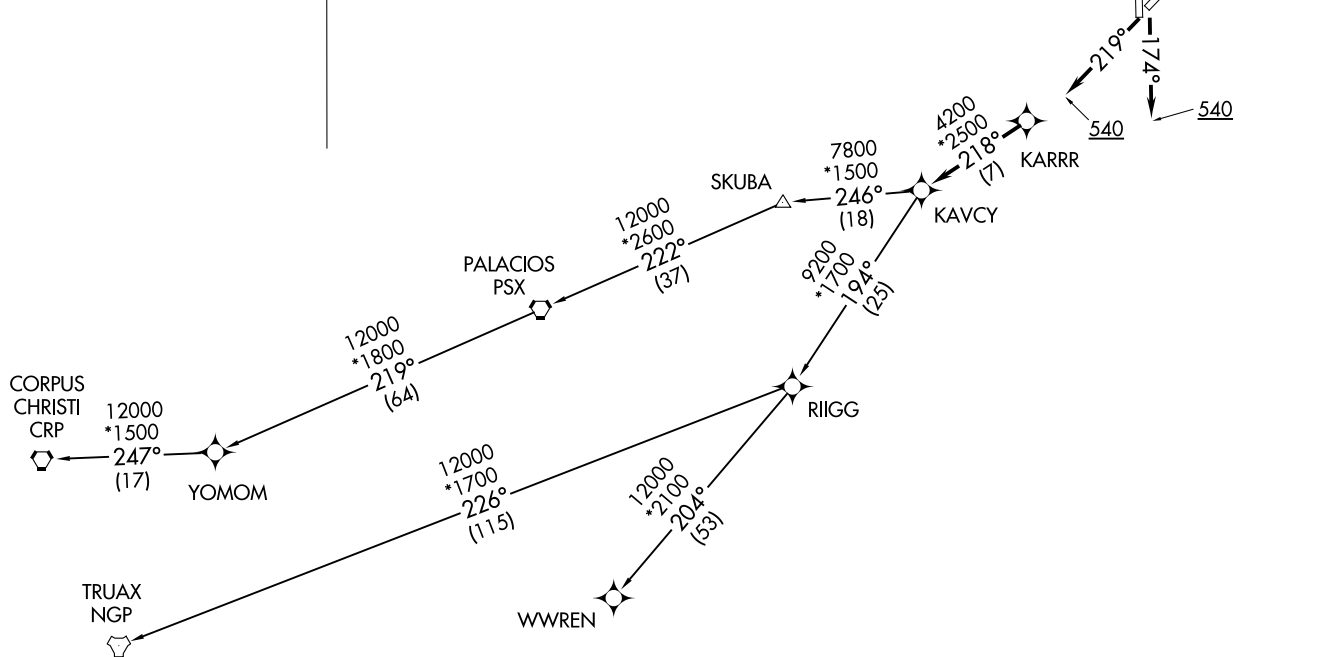 219°
174°
540
540
4200
*2500
218°
(7)
KARRR
7800
*1500
246°
(18)
SKUBA
KAVCY
12000
*2600
222°
(37)
9200
*1700
194°
(25)
PALACIOS
PSX
12000
*1800
219°
(64)
CORPUS
CHRISTI
CRP
12000
*1500
247°
(17)
YOMOM
RIIGG
12000
*1700
226°
(115)
12000
*2100
204°
(53)
TRUAX
NGP
WWREN